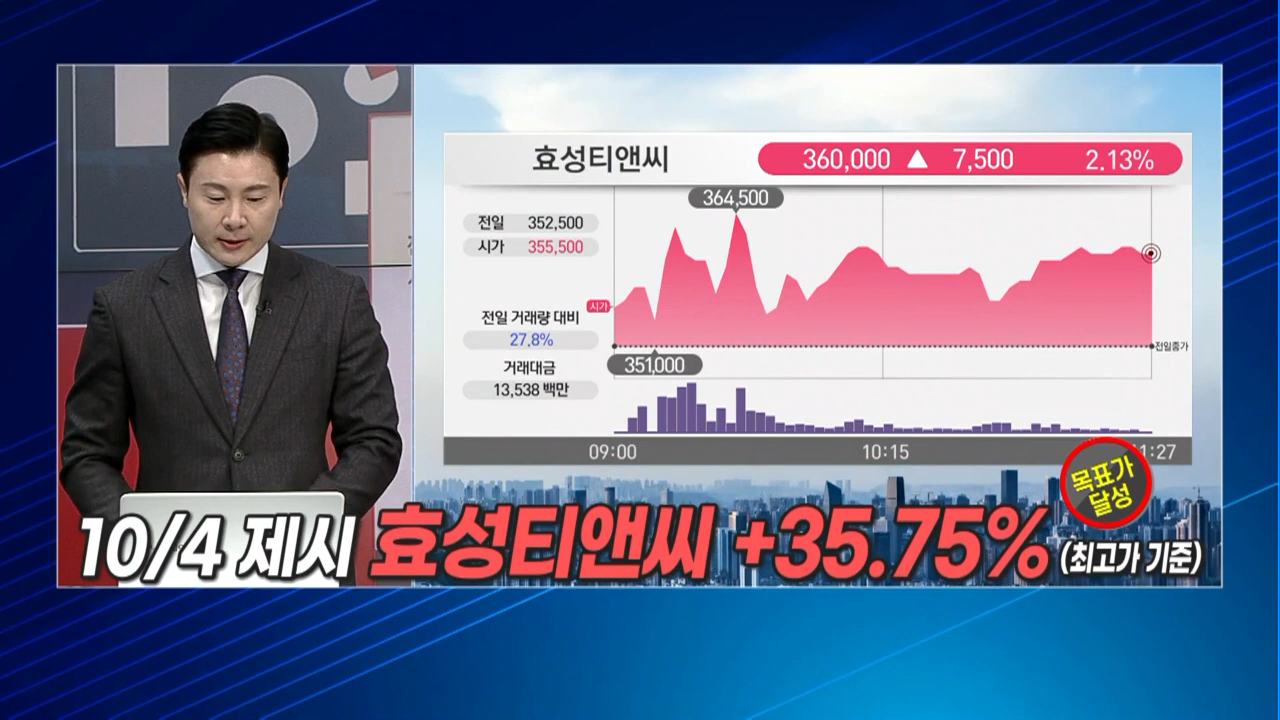 효성티앤씨
360,000 ▲ 7,500 2.13%
364,500
전일 352,500
시가 355,500
시가
전일 거래량 대비
27.8%
전일종가
351,000
거래대금
13,538 백만
09:00 10:15 11:27
목표가
달성
10/4 제시 효성티앤씨 +35.75% (최고가 기준)